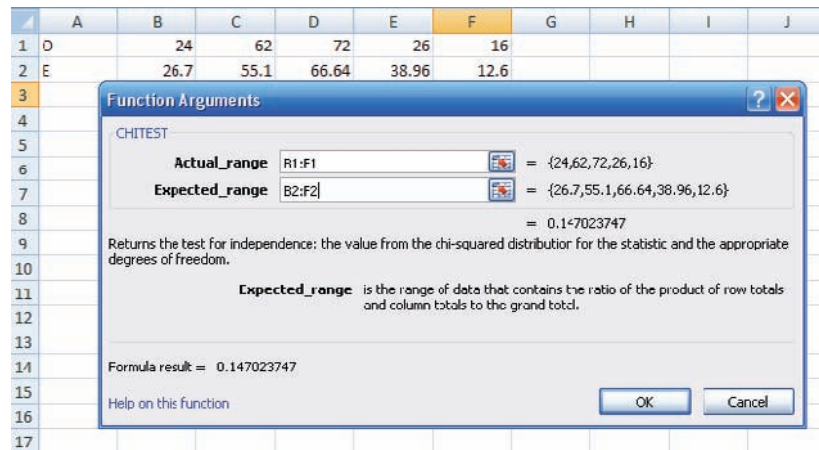 A B C D E F G H I J
1 O 24 62 72 26 16
2 E 26.7 55.1 66.64 38.96 12.6
3 Function Arguments
4
CHITEST
5
Actual_range B1:F1 = {24,62,72,26,16}
6
Expected_range B2:F2 = {26.7,55.1,66.64,38.96,12.6}
7
8 = 0.147023747
9 Returns the test for independence: the value from the chi-squared distribution for the statistic and the appropriate
10 degrees of freedom.
11 Expected_range is the range of data that contains the ratio of the product of row totals
12 and column totals to the grand total.
13
14 Formula result = 0.147023747
15 Help on this function OK Cancel
16
17